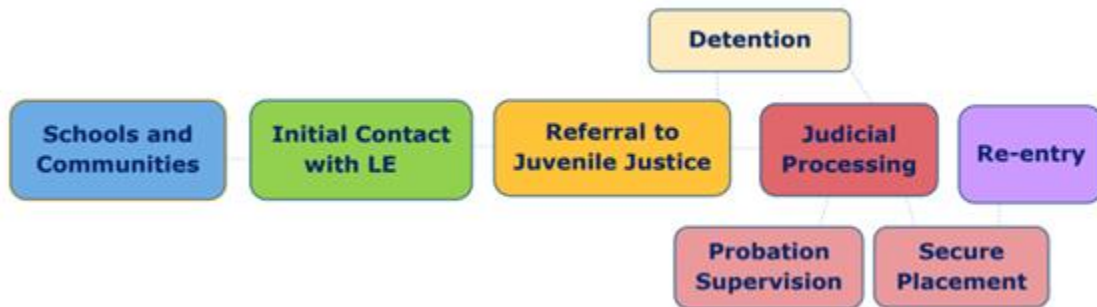 Detention
Schools and
Communities
Initial Contact
with LE
Referral to
Juvenile Justice
Judicial
Processing
Re-entry
Probation
Supervision
Secure
Placement